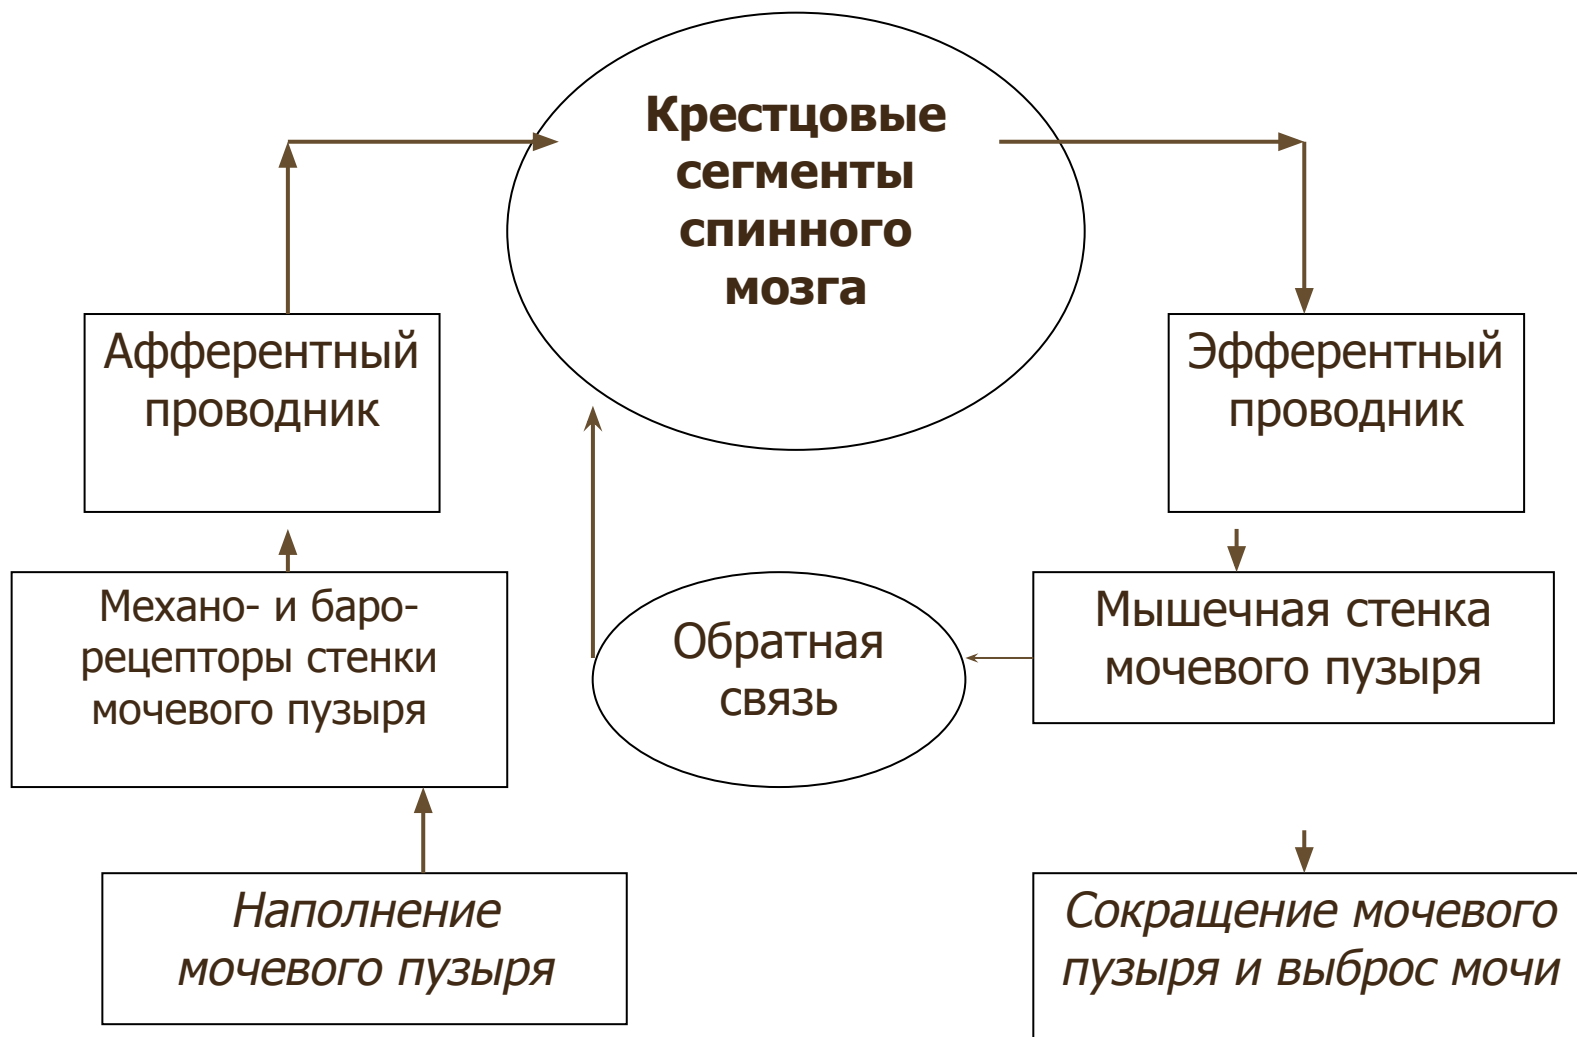 Крестцовые
сегменты
спинного
мозга
Афферентный
проводник
Эфферентный
проводник
Механо- и баро-
рецепторы стенки
мочевого пузыря
Обратная
связь
Мышечная стенка
мочевого пузыря
Наполнение
мочевого пузыря
Сокращение мочевого
пузыря и выброс мочи